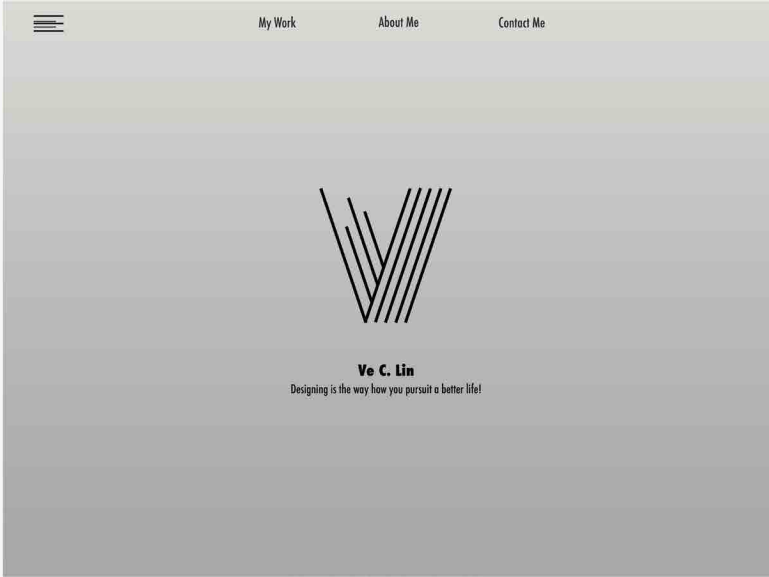 My Work About Me Contact Me
Ve C. Lin
Designing is the way how you pursuit a better life!